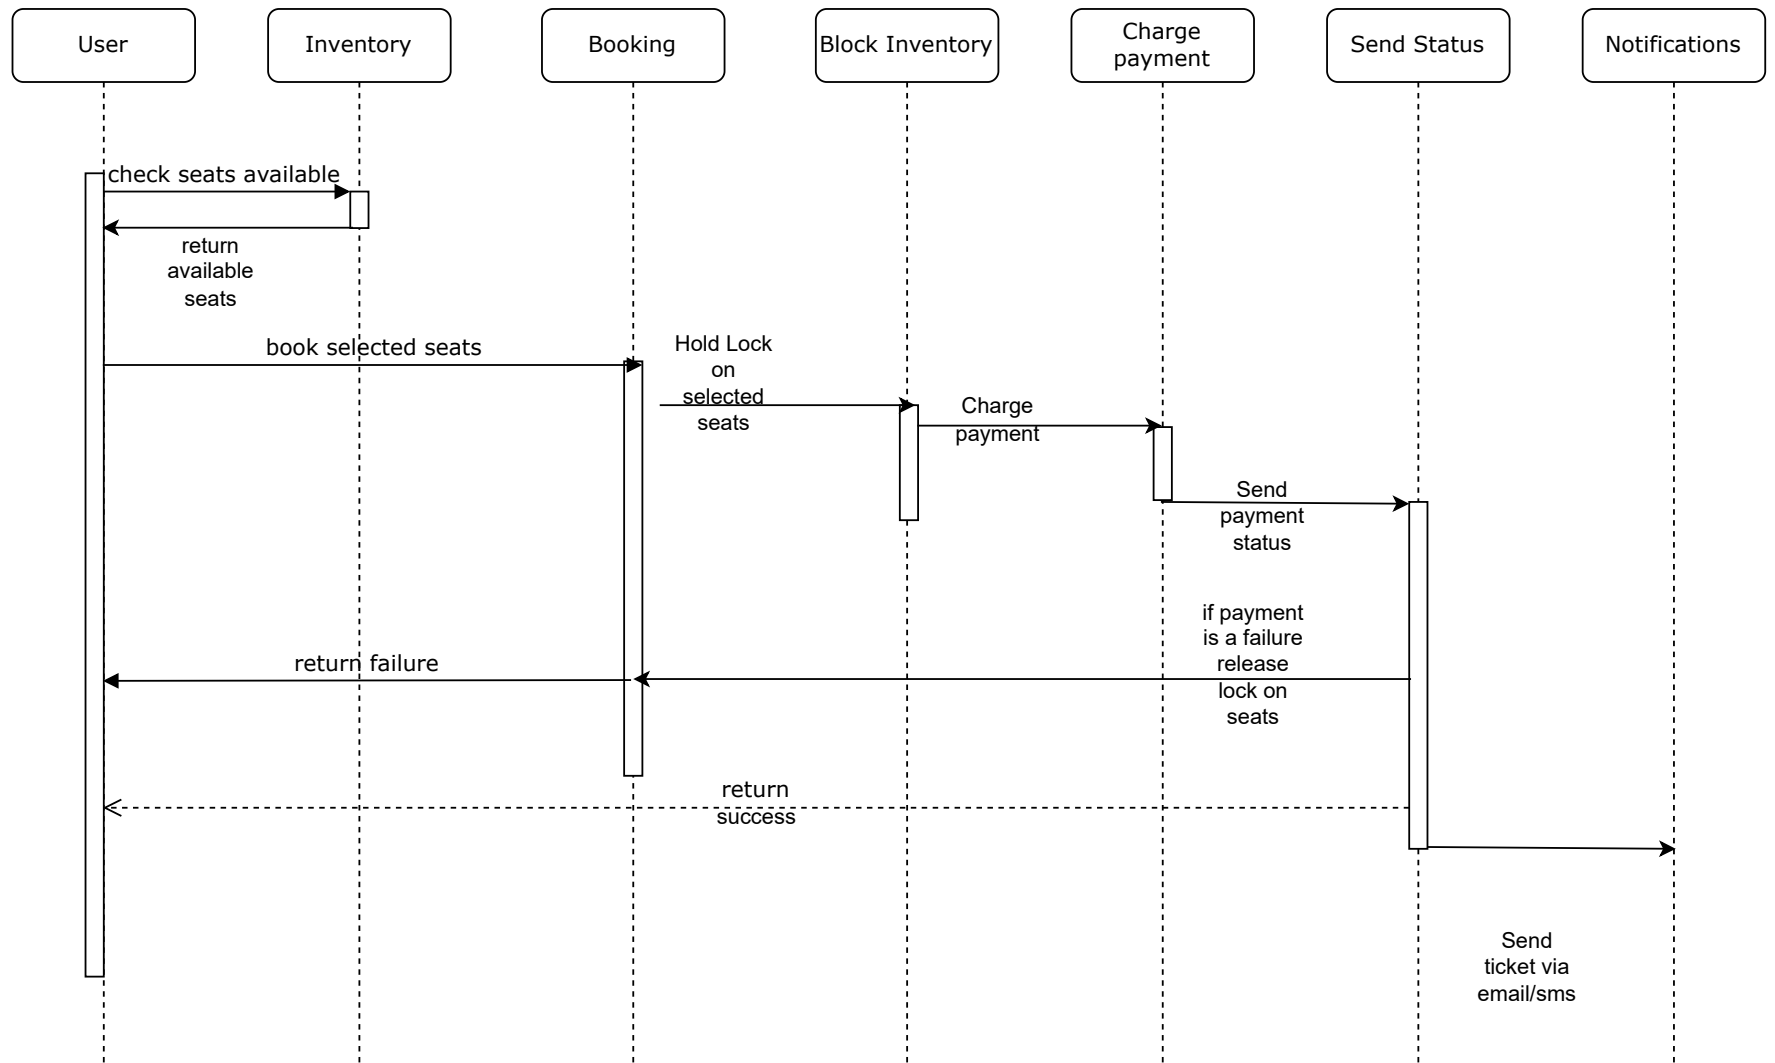 User
Inventory
Booking
Block Inventory
Charge
payment
Send Status
Notifications
check seats available
return
available
seats
book selected seats
Hold Lock
on
selected
seats
Charge
payment
Send
payment
status
if payment
is a failure
release
lock on
seats
return failure
return
success
Send
ticket via
email/sms